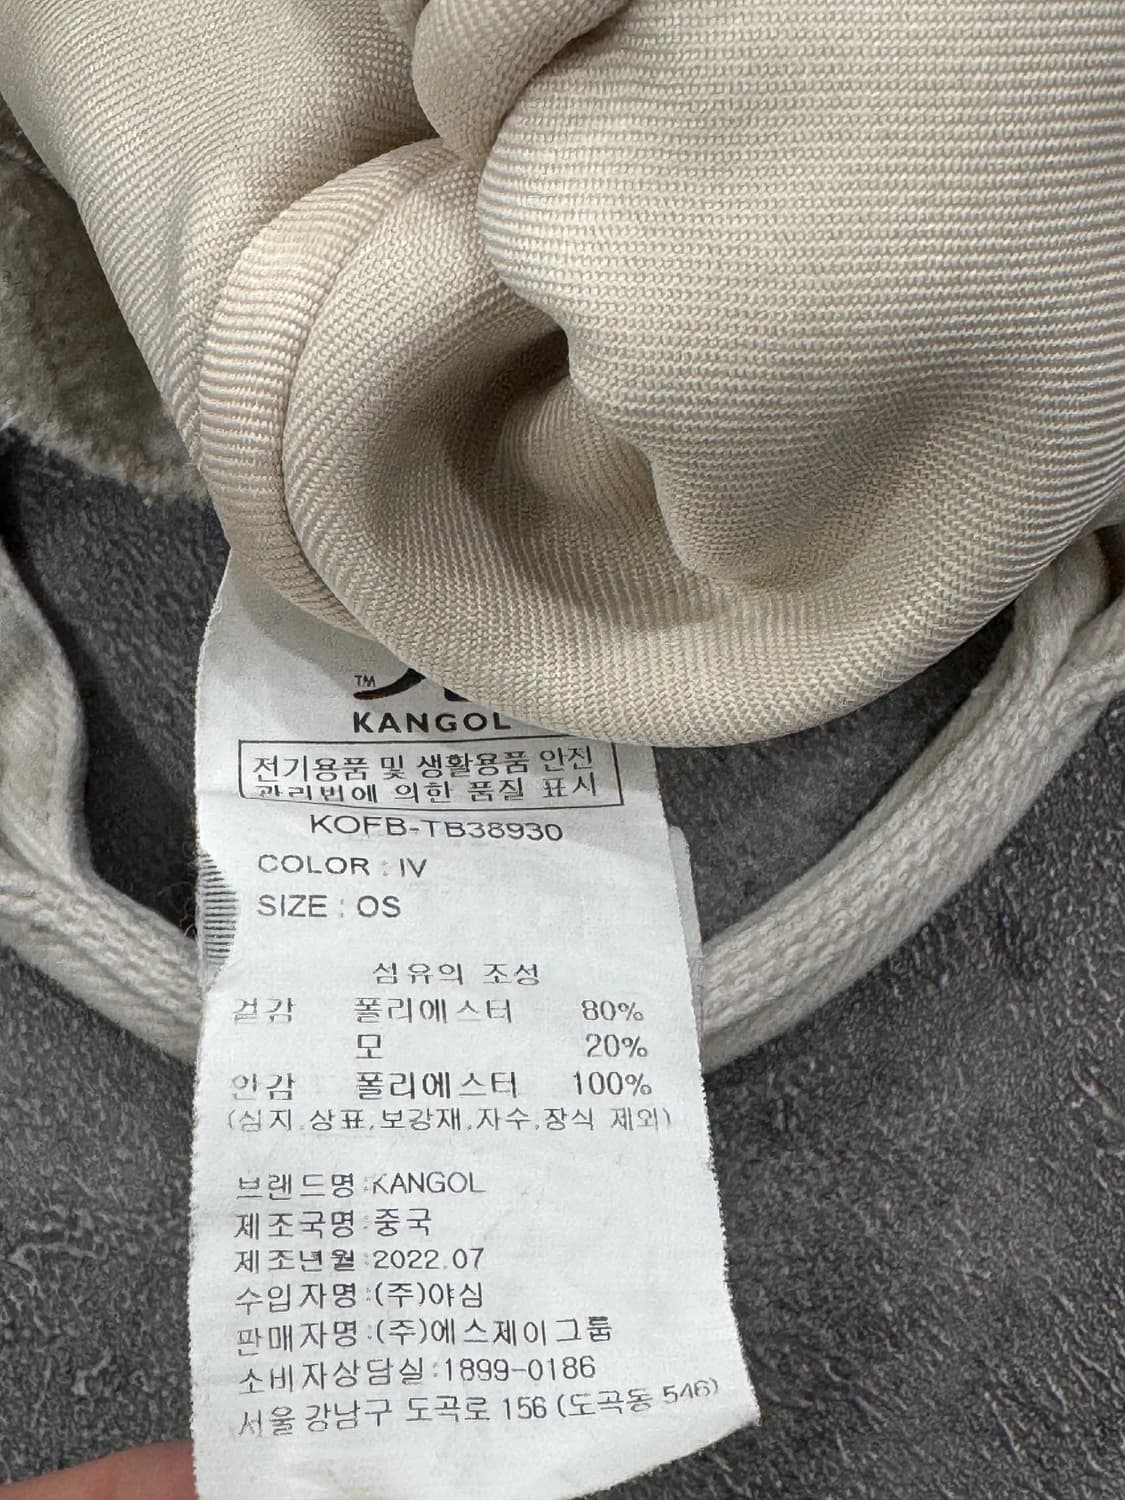 TM
KANGOL
전기용품 및 생활용품 안전
관리법에 의한 품질 표시
KOFB-TB38930
COLOR : IV
SIZE : OS
섬유의 조성
겉감 폴리에스터 80%
모 20%
안감 폴리에스터 100%
(심지,상표,보강재,자수,장식 제외)
브랜드명:KANGOL
제조국명:중국
제조년월:2022.07
수입자명:(주)야심
판매자명:(주)에스제이그룹
소비자상담실:1899-0186
서울 강남구 도곡로 156 (도곡동 546)